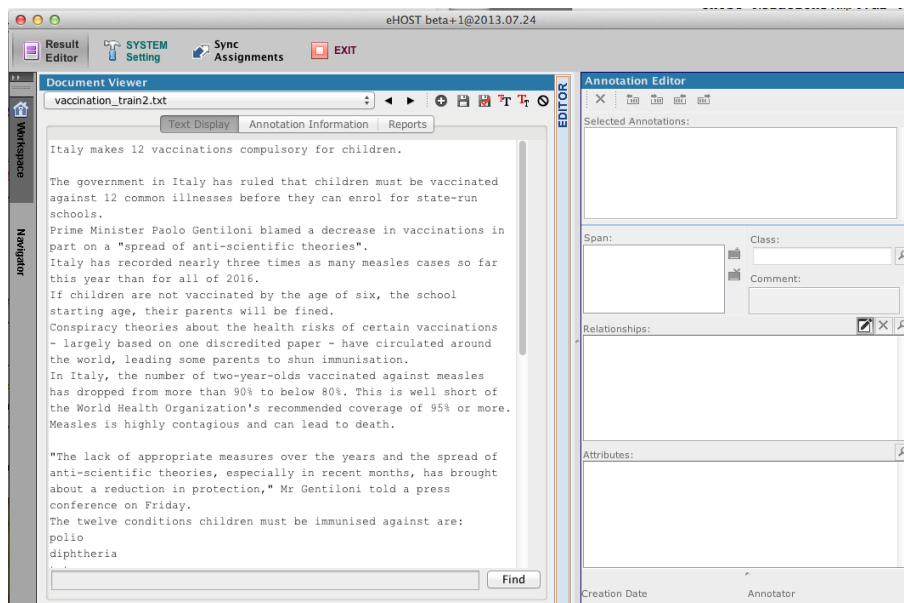 eHOST beta+1@2013.07.24
Result
Editor
SYSTEM
Setting
Sync
Assignments
EXIT
Workspace
Navigator
Document Viewer
vaccination_train2.txt
Text Display
Annotation Information
Reports
Italy makes 12 vaccinations compulsory for children.
The government in Italy has ruled that children must be vaccinated
against 12 common illnesses before they can enrol for state-run
schools.
Prime Minister Paolo Gentiloni blamed a decrease in vaccinations in
part on a "spread of anti-scientific theories".
Italy has recorded nearly three times as many measles cases so far
this year than for all of 2016.
If children are not vaccinated by the age of six, the school
starting age, their parents will be fined.
Conspiracy theories about the health risks of certain vaccinations
- largely based on one discredited paper - have circulated around
the world, leading some parents to shun immunisation.
In Italy, the number of two-year-olds vaccinated against measles
has dropped from more than 90% to below 80%. This is well short of
the World Health Organization's recommended coverage of 95% or more.
Measles is highly contagious and can lead to death.
"The lack of appropriate measures over the years and the spread of
anti-scientific theories, especially in recent months, has brought
about a reduction in protection," Mr Gentiloni told a press
conference on Friday.
The twelve conditions children must be immunised against are:
polio
diphtheria
Find
EDITOR
Annotation Editor
Selected Annotations:
Span:
Class:
Comment:
Relationships:
Attributes:
Creation Date
Annotator